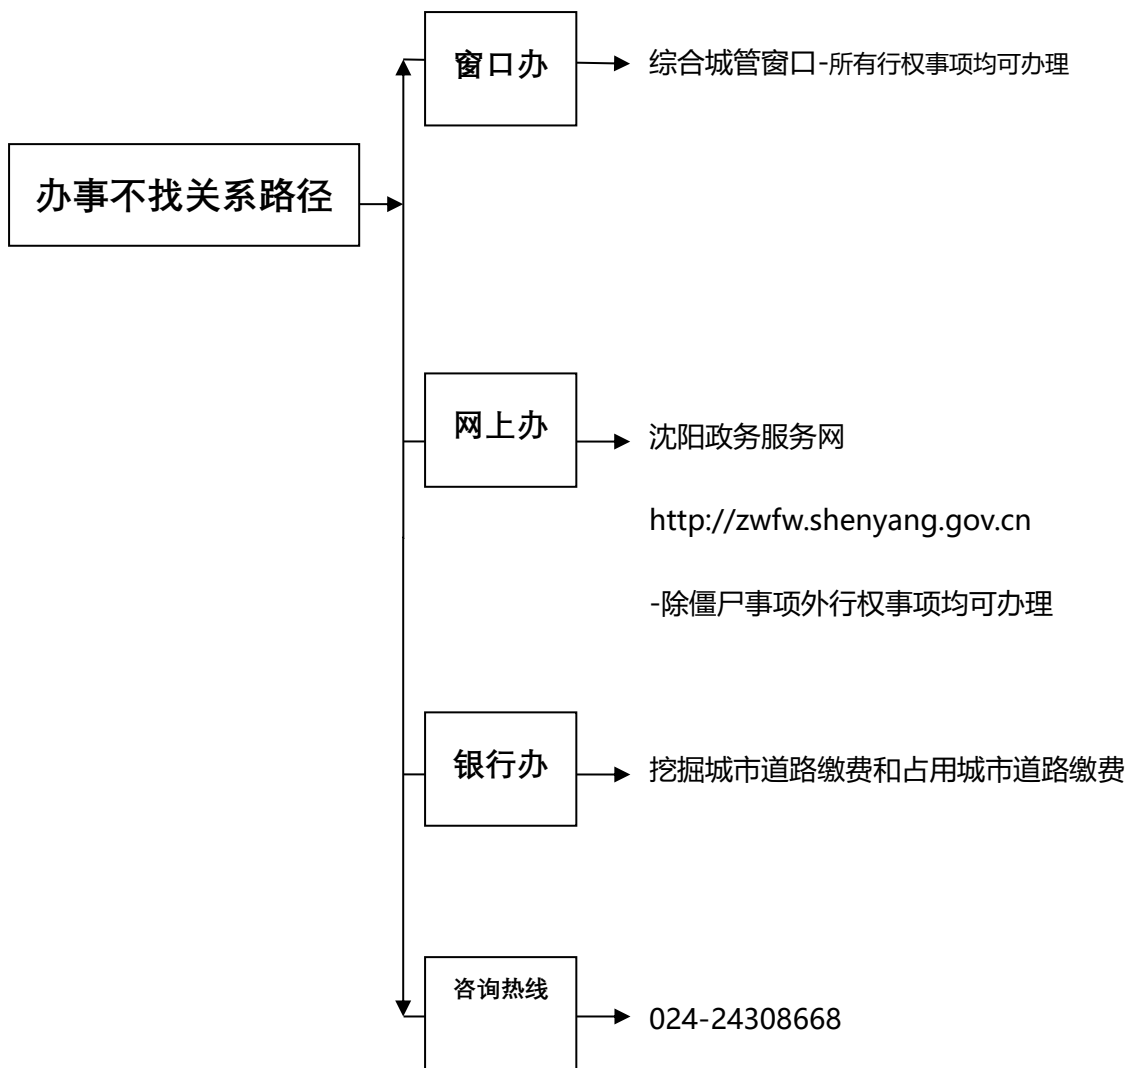 窗口办
综合城管窗口-所有行权事项均可办理
办事不找关系路径
网上办
沈阳政务服务网
http://zwfw.shenyang.gov.cn
-除僵尸事项外行权事项均可办理
银行办
挖掘城市道路缴费和占用城市道路缴费
咨询热线
024-24308668